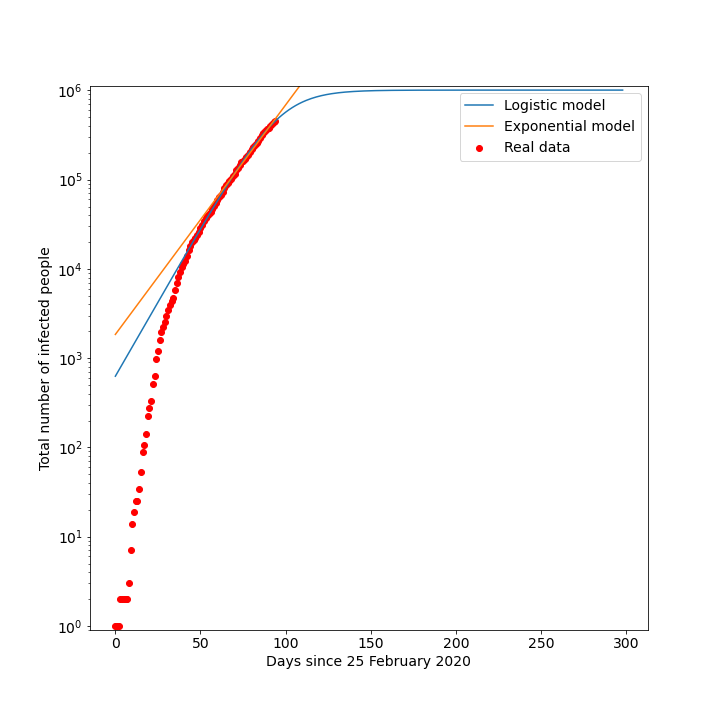 Logistic model
Exponential model
Real data
Total number of infected people
10⁶
10⁵
10⁴
10³
10²
10¹
10⁰
0 50 100 150 200 250 300
Days since 25 February 2020